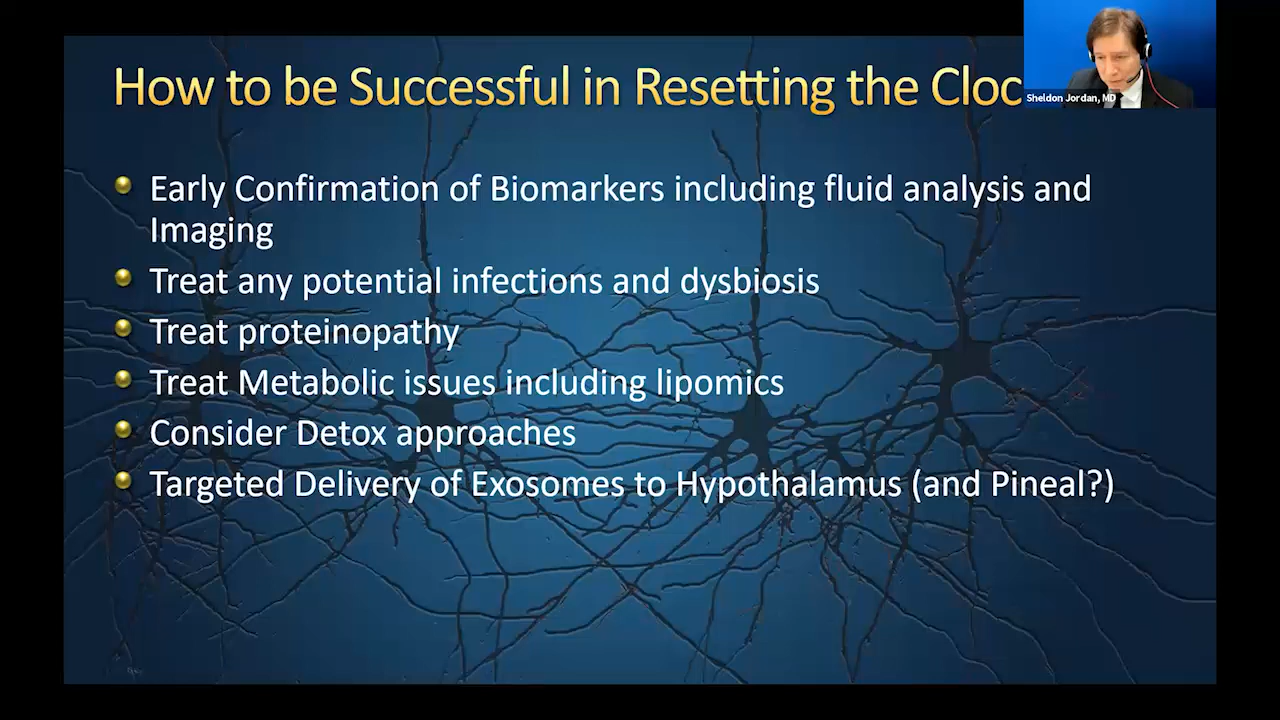 How to be Successful in Resetting the Cloc
Sheldon Jordan, MD
Early Confirmation of Biomarkers including fluid analysis and
Imaging
Treat any potential infections and dysbiosis
Treat proteinopathy
Treat Metabolic issues including lipomics
Consider Detox approaches
Targeted Delivery of Exosomes to Hypothalamus (and Pineal?)